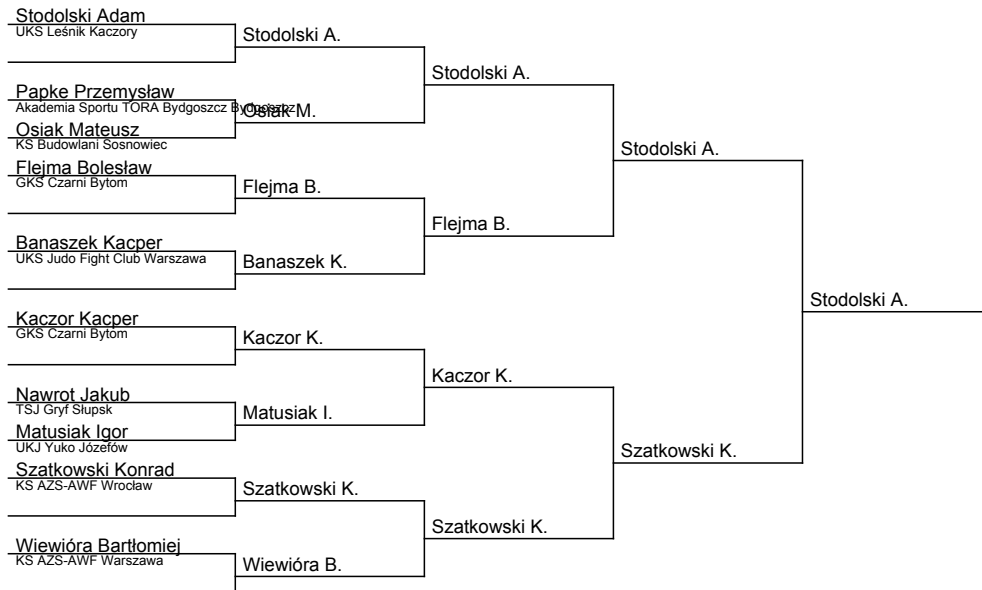 Stodolski Adam
UKS Leśnik Kaczory
Stodolski A.
Stodolski A.
Papke Przemysław
Akademia Sportu TORA Bydgoszcz Bydgoszcz
Osiak M.
Osiak Mateusz
KS Budowlani Sosnowiec
Stodolski A.
Flejma Bolesław
GKS Czarni Bytom
Flejma B.
Flejma B.
Banaszek Kacper
UKS Judo Fight Club Warszawa
Banaszek K.
Stodolski A.
Kaczor Kacper
GKS Czarni Bytom
Kaczor K.
Kaczor K.
Nawrot Jakub
TSJ Gryf Słupsk
Matusiak I.
Matusiak Igor
UKJ Yuko Józefów
Szatkowski K.
Szatkowski Konrad
KS AZS-AWF Wrocław
Szatkowski K.
Szatkowski K.
Wiewióra Bartłomiej
KS AZS-AWF Warszawa
Wiewióra B.